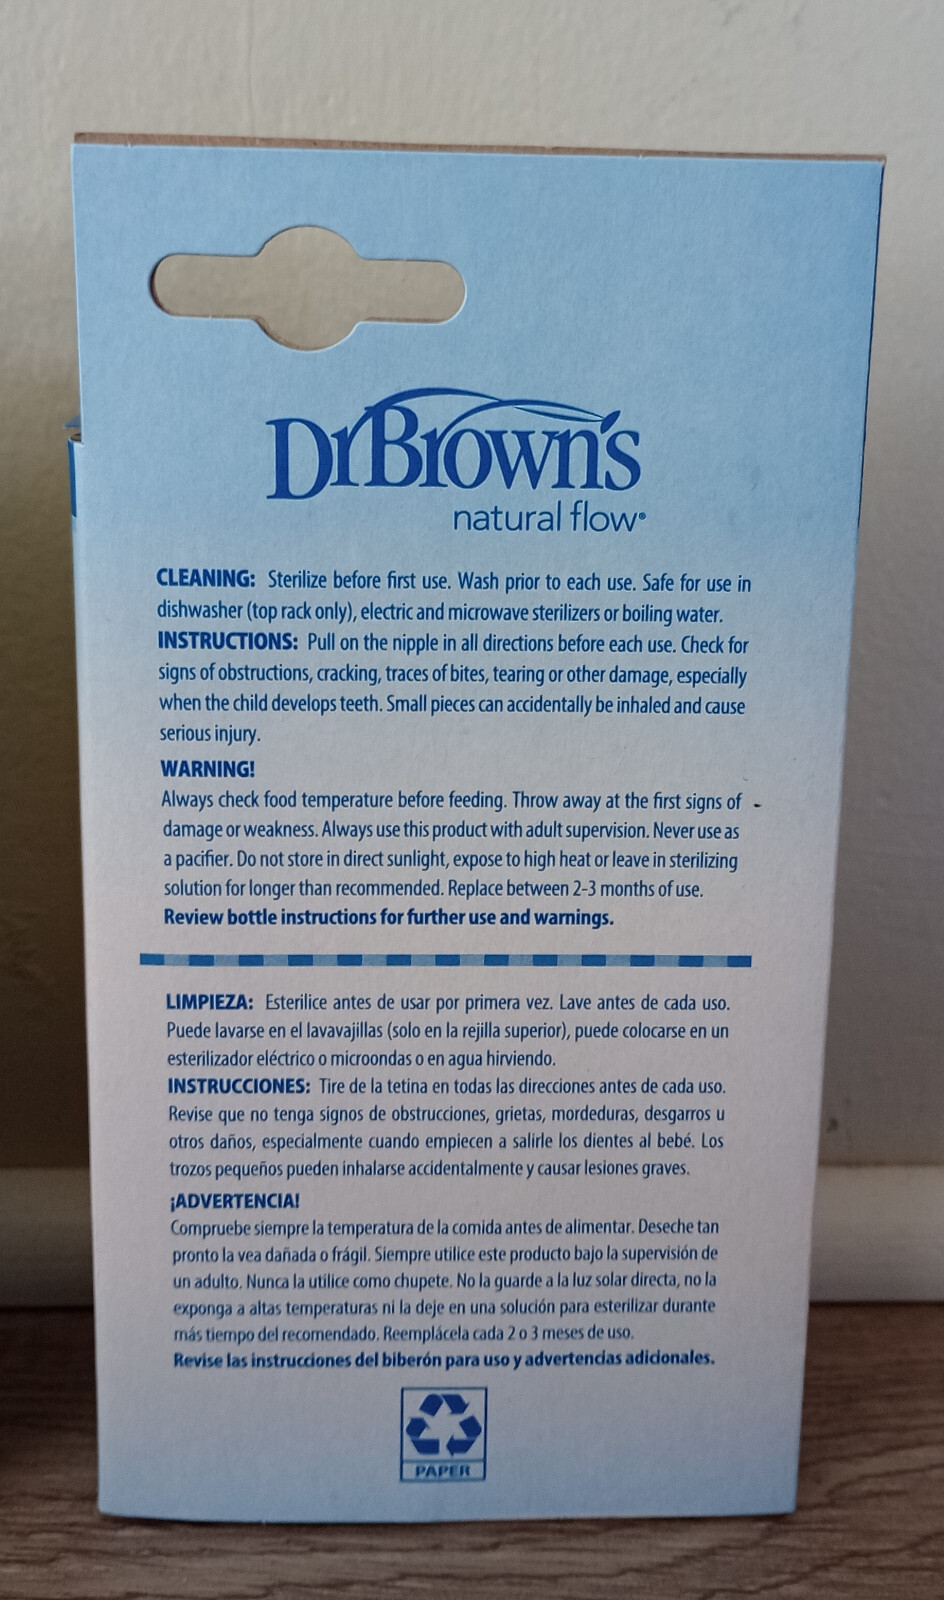 DrBrown's
natural flow®
CLEANING: Sterilize before first use. Wash prior to each use. Safe for use in
dishwasher (top rack only), electric and microwave sterilizers or boiling water.
INSTRUCTIONS: Pull on the nipple in all directions before each use. Check for
signs of obstructions, cracking, traces of bites, tearing or other damage, especially
when the child develops teeth. Small pieces can accidentally be inhaled and cause
serious injury.
WARNING!
Always check food temperature before feeding. Throw away at the first signs of
damage or weakness. Always use this product with adult supervision. Never use as
a pacifier. Do not store in direct sunlight, expose to high heat or leave in sterilizing
solution for longer than recommended. Replace between 2-3 months of use.
Review bottle instructions for further use and warnings.
LIMPIEZA: Esterilice antes de usar por primera vez. Lave antes de cada uso.
Puede lavarse en el lavavajillas (solo en la rejilla superior), puede colocarse en un
esterilizador eléctrico o microondas o en agua hirviendo.
INSTRUCCIONES: Tire de la tetina en todas las direcciones antes de cada uso.
Revise que no tenga signos de obstrucciones, grietas, mordeduras, desgarros u
otros daños, especialmente cuando empiecen a salirle los dientes al bebé. Los
trozos pequeños pueden inhalarse accidentalmente y causar lesiones graves.
¡ADVERTENCIA!
Compruebe siempre la temperatura de la comida antes de alimentar. Deseche tan
pronto la vea dañada o frágil. Siempre utilice este producto bajo la supervisión de
un adulto. Nunca la utilice como chupete. No la guarde a la luz solar directa, no la
exponga a altas temperaturas ni la deje en una solución para esterilizar durante
más tiempo del recomendado. Reemplácela cada 2 o 3 meses de uso.
Revise las instrucciones del biberón para uso y advertencias adicionales.
PAPER